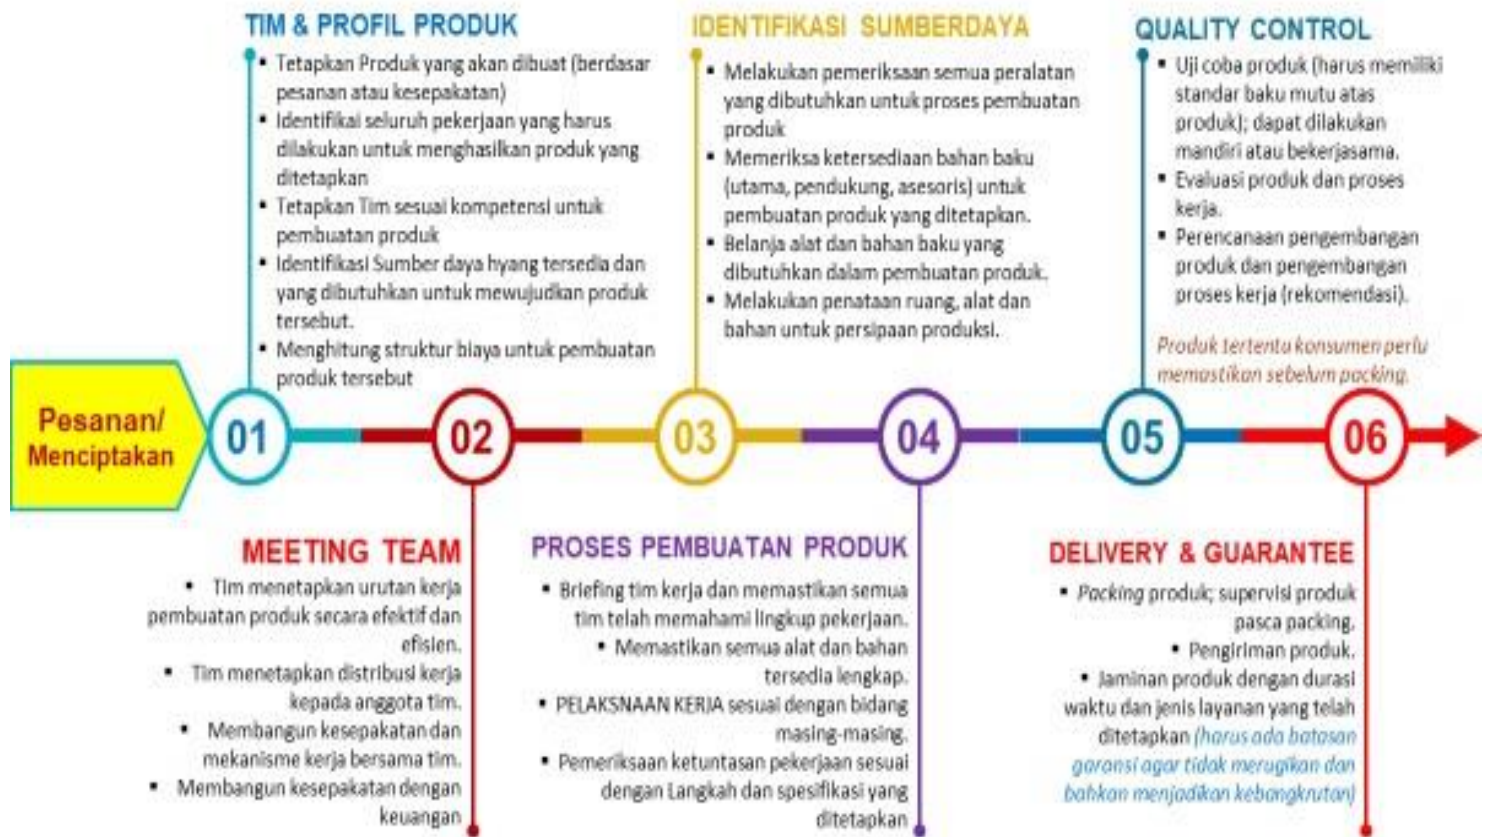 TIM & PROFIL PRODUK
▪ Tetapkan Produk yang akan dibuat (berdasar
pesanan atau kesepakatan)
▪ Identifikai seluruh pekerjaan yang harus
dilakukan untuk menghasilkan produk yang
ditetapkan
▪ Tetapkan Tim sesuai kompetensi untuk
pembuatan produk
▪ Identifikasi Sumber daya hyang tersedia dan
yang dibutuhkan untuk mewujudkan produk
tersebut.
▪ Menghitung struktur biaya untuk pembuatan
produk tersebut
IDENTIFIKASI SUMBERDAYA
▪ Melakukan pemeriksaan semua peralatan
yang dibutuhkan untuk proses pembuatan
produk
▪ Memeriksa ketersediaan bahan baku
(utama, pendukung, asesoris) untuk
pembuatan produk yang ditetapkan.
▪ Belanja alat dan bahan baku yang
dibutuhkan dalam pembuatan produk.
▪ Melakukan penataan ruang, alat dan
bahan untuk persipaan produksi.
QUALITY CONTROL
▪ Uji coba produk (harus memiliki
standar baku mutu atas
produk); dapat dilakukan
mandiri atau bekerjasama.
▪ Evaluasi produk dan proses
kerja.
▪ Perencanaan pengembangan
produk dan pengembangan
proses kerja (rekomendasi).
Produk tertentu konsumen perlu
memastikan sebelum packing.
Pesanan/
Menciptakan
01
02
03
04
05
06
MEETING TEAM
▪ Tim menetapkan urutan kerja
pembuatan produk secara efektif dan
efisien.
▪ Tim menetapkan distribusi kerja
kepada anggota tim.
▪ Membangun kesepakatan dan
mekanisme kerja bersama tim.
▪ Membangun kesepakatan dengan
keuangan
PROSES PEMBUATAN PRODUK
▪ Briefing tim kerja dan memastikan semua
tim telah memahami lingkup pekerjaan.
▪ Memastikan semua alat dan bahan
tersedia lengkap.
▪ PELAKSNAAN KERJA sesuai dengan bidang
masing-masing.
▪ Pemeriksaan ketuntasan pekerjaan sesuai
dengan Langkah dan spesifikasi yang
ditetapkan
DELIVERY & GUARANTEE
▪ Packing produk; supervisi produk
pasca packing.
▪ Pengiriman produk.
▪ Jaminan produk dengan durasi
waktu dan jenis layanan yang telah
ditetapkan (harus ada batasan
garansi agar tidak merugikan dan
bahkan menjadikan kebangkrutan)